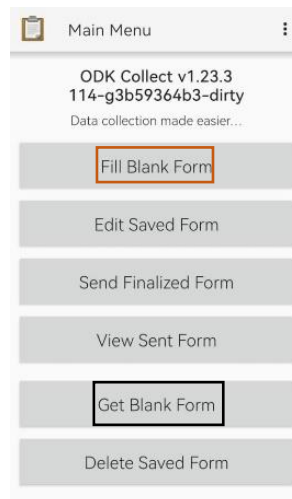 Main Menu
ODK Collect v1.23.3
114-g3b59364b3-dirty
Data collection made easier...
Fill Blank Form
Edit Saved Form
Send Finalized Form
View Sent Form
Get Blank Form
Delete Saved Form